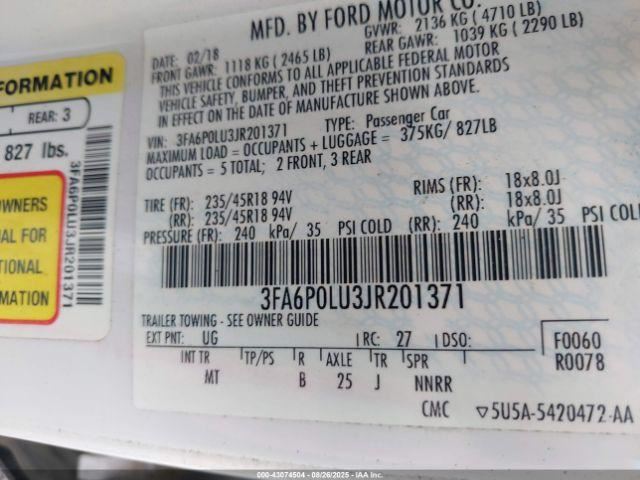 MFD. BY FORD MOTOR CO.
DATE: 02/18
GVWR: 2136 KG ( 4710 LB)
FRONT GAWR: 1118 KG ( 2465 LB)
REAR GAWR: 1039 KG ( 2290 LB)
THIS VEHICLE CONFORMS TO ALL APPLICABLE FEDERAL MOTOR
VEHICLE SAFETY, BUMPER, AND THEFT PREVENTION STANDARDS
IN EFFECT ON THE DATE OF MANUFACTURE SHOWN ABOVE.
VIN: 3FA6P0LU3JR201371 TYPE: Passenger Car
MAXIMUM LOAD = OCCUPANTS + LUGGAGE = 375KG/ 827LB
OCCUPANTS = 5 TOTAL; 2 FRONT, 3 REAR
TIRE (FR): 235/45R18 94V RIMS (FR): 18x8.0J
(RR): 235/45R18 94V (RR): 18x8.0J
PRESSURE (FR): 240 kPa/ 35 PSI COLD (RR): 240 kPa/ 35 PSI COLD
3FA6P0LU3JR201371
TRAILER TOWING - SEE OWNER GUIDE
EXT PNT: UG RC: 27 DSO: F0060
R0078
INT TR TP/PS R AXLE TR SPR
MT B 25 J NNRR
CMC ▽5U5A-5420472-AA
FORMATION
REAR: 3
827 lbs.
3FA6P0LU3JR201371
OWNERS
UAL FOR
TIONAL
RMATION
000-43074504 - 08/26/2025 - IAAI, Inc.